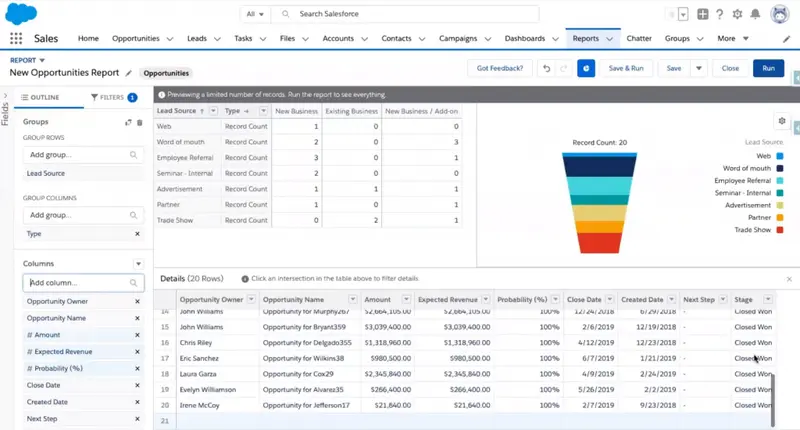 All
Search Salesforce
Sales
Home
Opportunities
Leads
Tasks
Files
Accounts
Contacts
Campaigns
Dashboards
Reports
Chatter
Groups
More
REPORT
New Opportunities Report
Opportunities
Got Feedback?
Save & Run
Save
Close
Run
Fields
OUTLINE
FILTERS
1
Previewing a limited number of records. Run the report to see everything.
Groups
GROUP ROWS
Add group...
Lead Source
GROUP COLUMNS
Add group...
Type
Columns
Add column...
Opportunity Owner
Opportunity Name
# Amount
# Expected Revenue
# Probability (%)
Close Date
Created Date
Next Step
Lead Source Type New Business Existing Business New Business / Add-on
Web Record Count 1 0 0
Word of mouth Record Count 2 0 3
Employee Referral Record Count 3 0 1
Seminar - Internal Record Count 2 0 0
Advertisement Record Count 1 1 1
Partner Record Count 1 0 1
Trade Show Record Count 0 2 1
Record Count: 20
Lead Source
Web
Word of mouth
Employee Referral
Seminar - Internal
Advertisement
Partner
Trade Show
Details (20 Rows)
Click an intersection in the table above to filter details.
Opportunity Owner Opportunity Name Amount Expected Revenue Probability (%) Close Date Created Date Next Step Stage
14 John Williams Opportunity for Murphy267 $2,664,105.00 $2,664,105.00 100% 12/24/2018 6/29/2018 - Closed Won
15 John Williams Opportunity for Bryant359 $3,039,400.00 $3,039,400.00 100% 2/6/2019 12/19/2018 - Closed Won
16 Chris Riley Opportunity for Delgado355 $1,318,960.00 $1,318,960.00 100% 4/12/2019 12/23/2018 - Closed Won
17 Eric Sanchez Opportunity for Wilkins38 $980,500.00 $980,500.00 100% 6/7/2019 1/21/2019 - Closed Won
18 Laura Garza Opportunity for Cox29 $2,345,840.00 $2,345,840.00 100% 4/9/2019 2/24/2019 - Closed Won
19 Evelyn Williamson Opportunity for Alvarez35 $266,400.00 $266,400.00 100% 5/26/2019 2/2/2019 - Closed Won
20 Irene McCoy Opportunity for Jefferson17 $21,840.00 $21,840.00 100% 2/7/2019 9/23/2018 - Closed Won
21